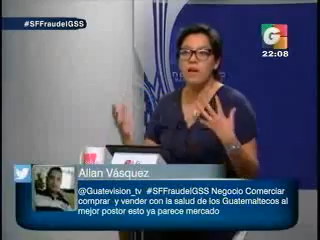 #SFFraudeIGSS
G
22:08
Allan Vásquez
@Guatevision_tv #SFFraudeIGSS Negocio Comerciar
comprar y vender con la salud de los Guatemaltecos al
mejor postor esto ya parece mercado